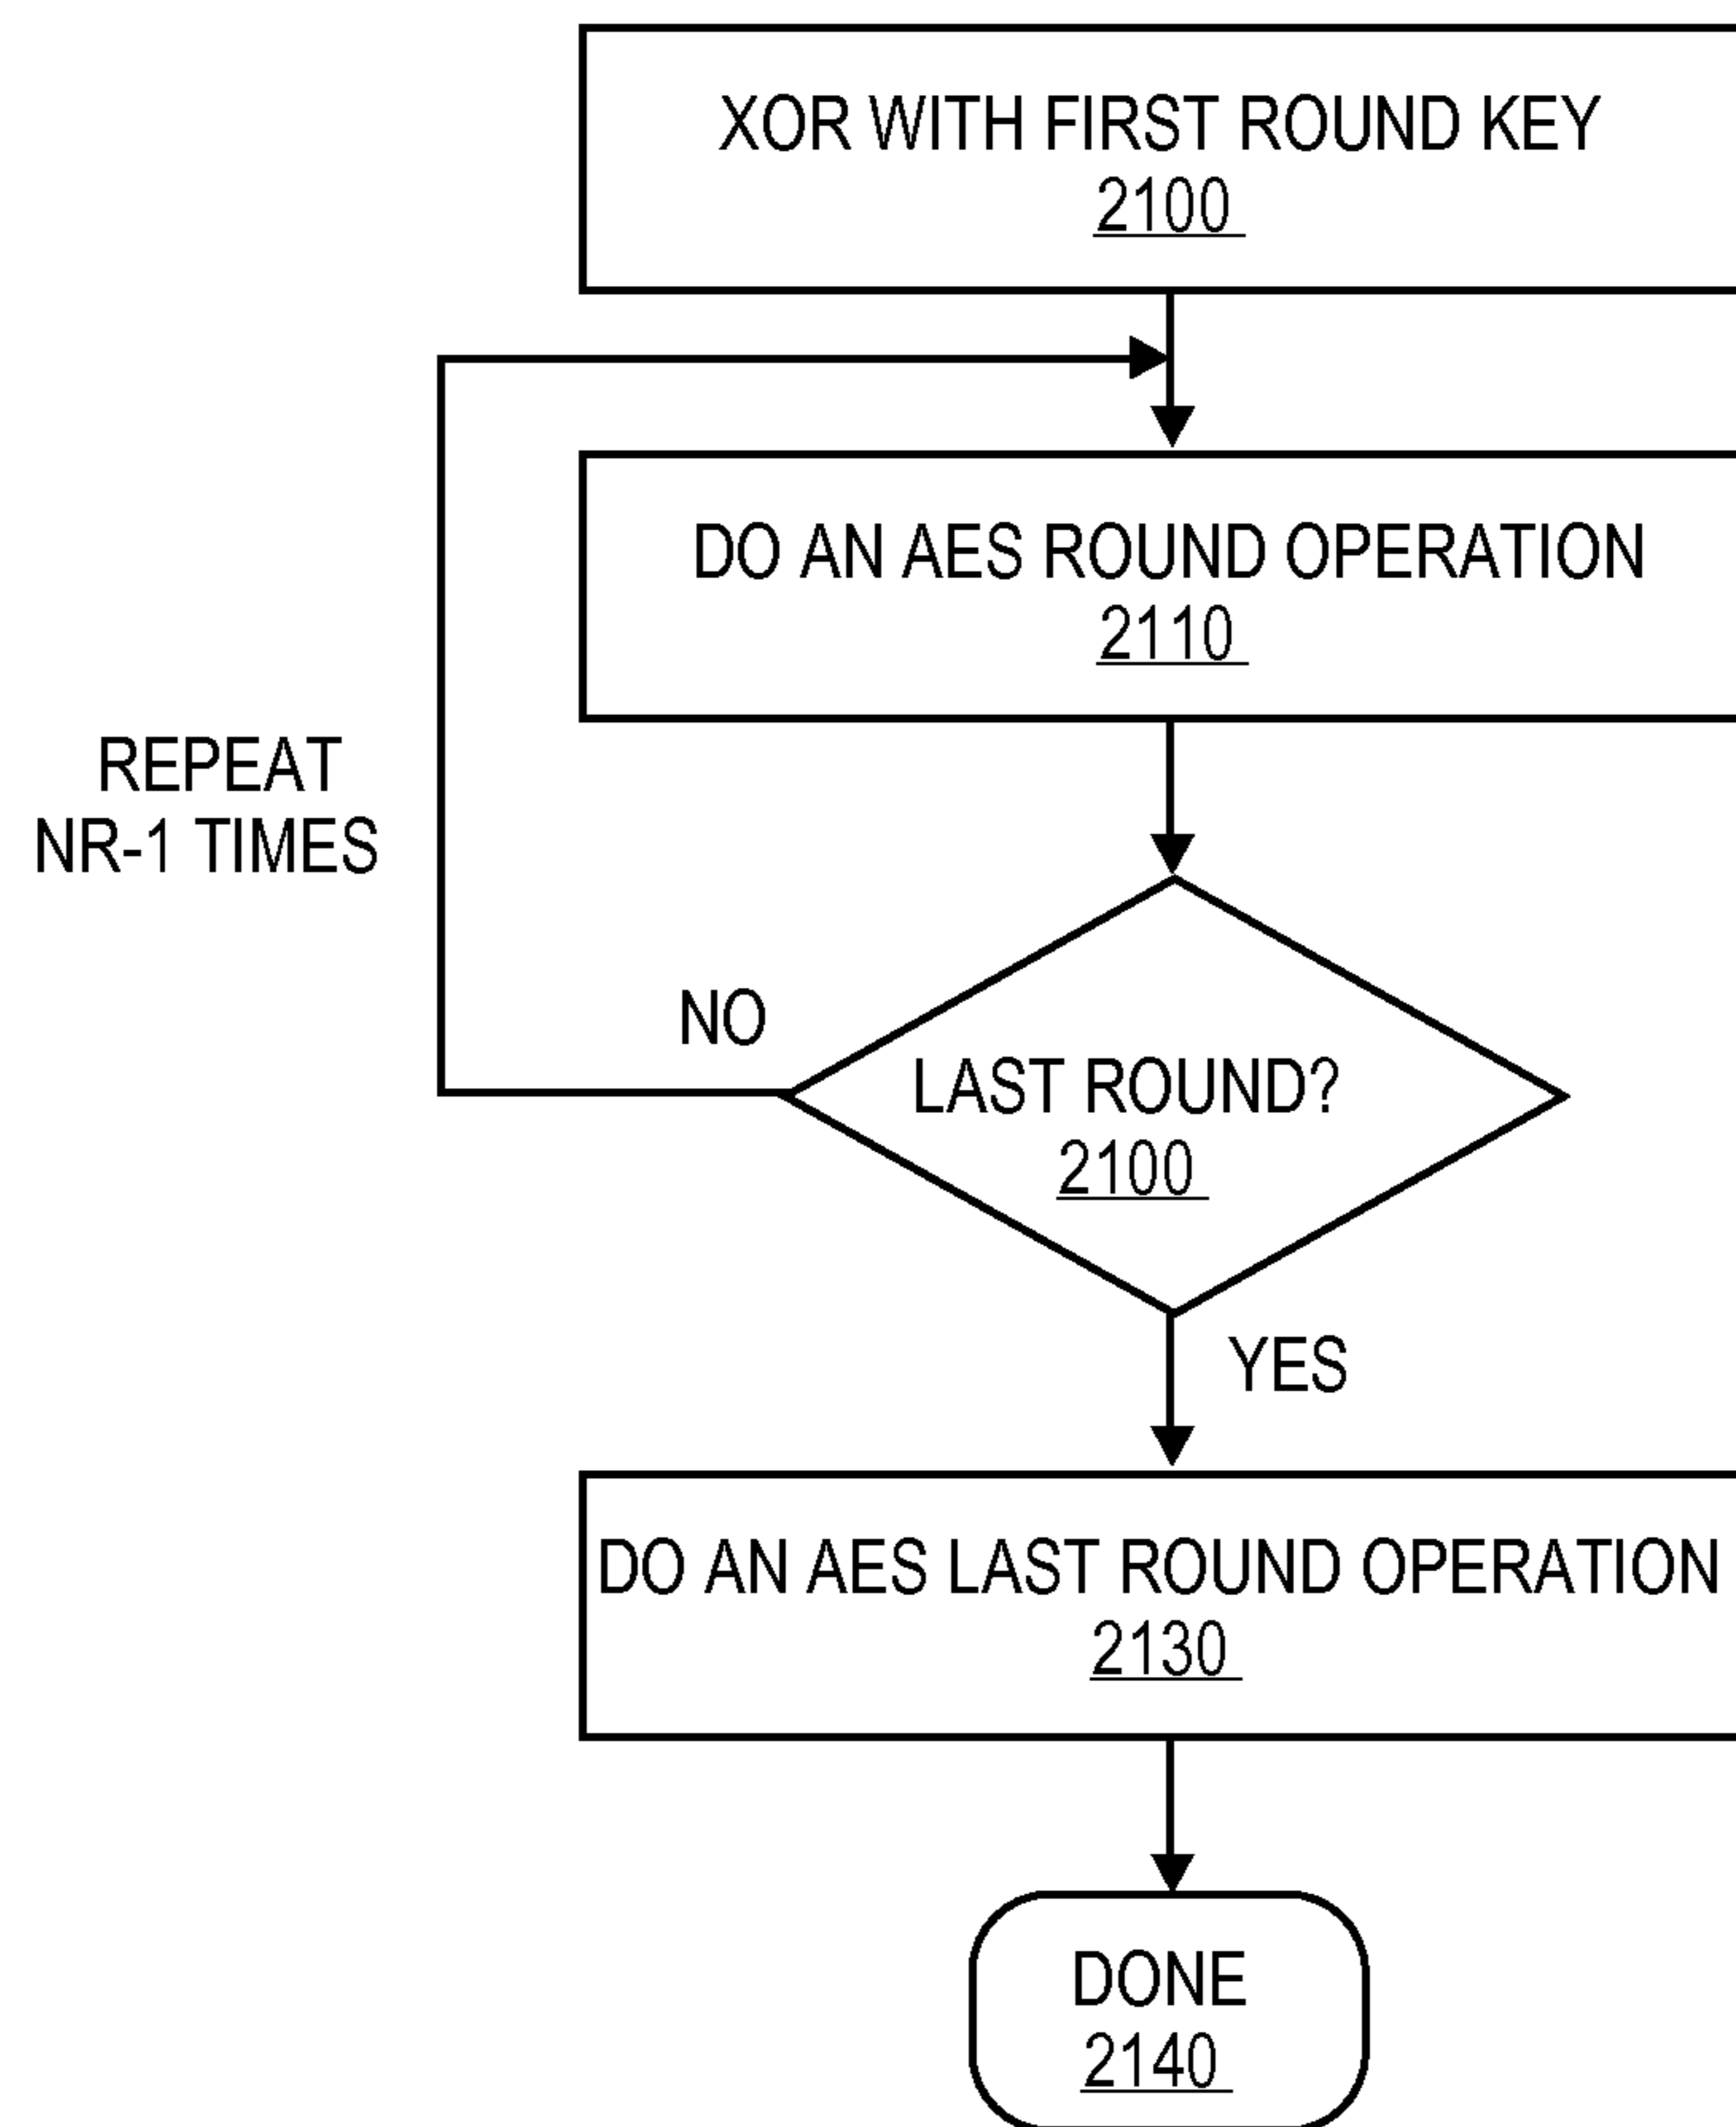 XOR WITH FIRST ROUND KEY
2100
DO AN AES ROUND OPERATION
2110
REPEAT
NR-1 TIMES
NO
LAST ROUND?
2100
YES
DO AN AES LAST ROUND OPERATION
2130
DONE
2140